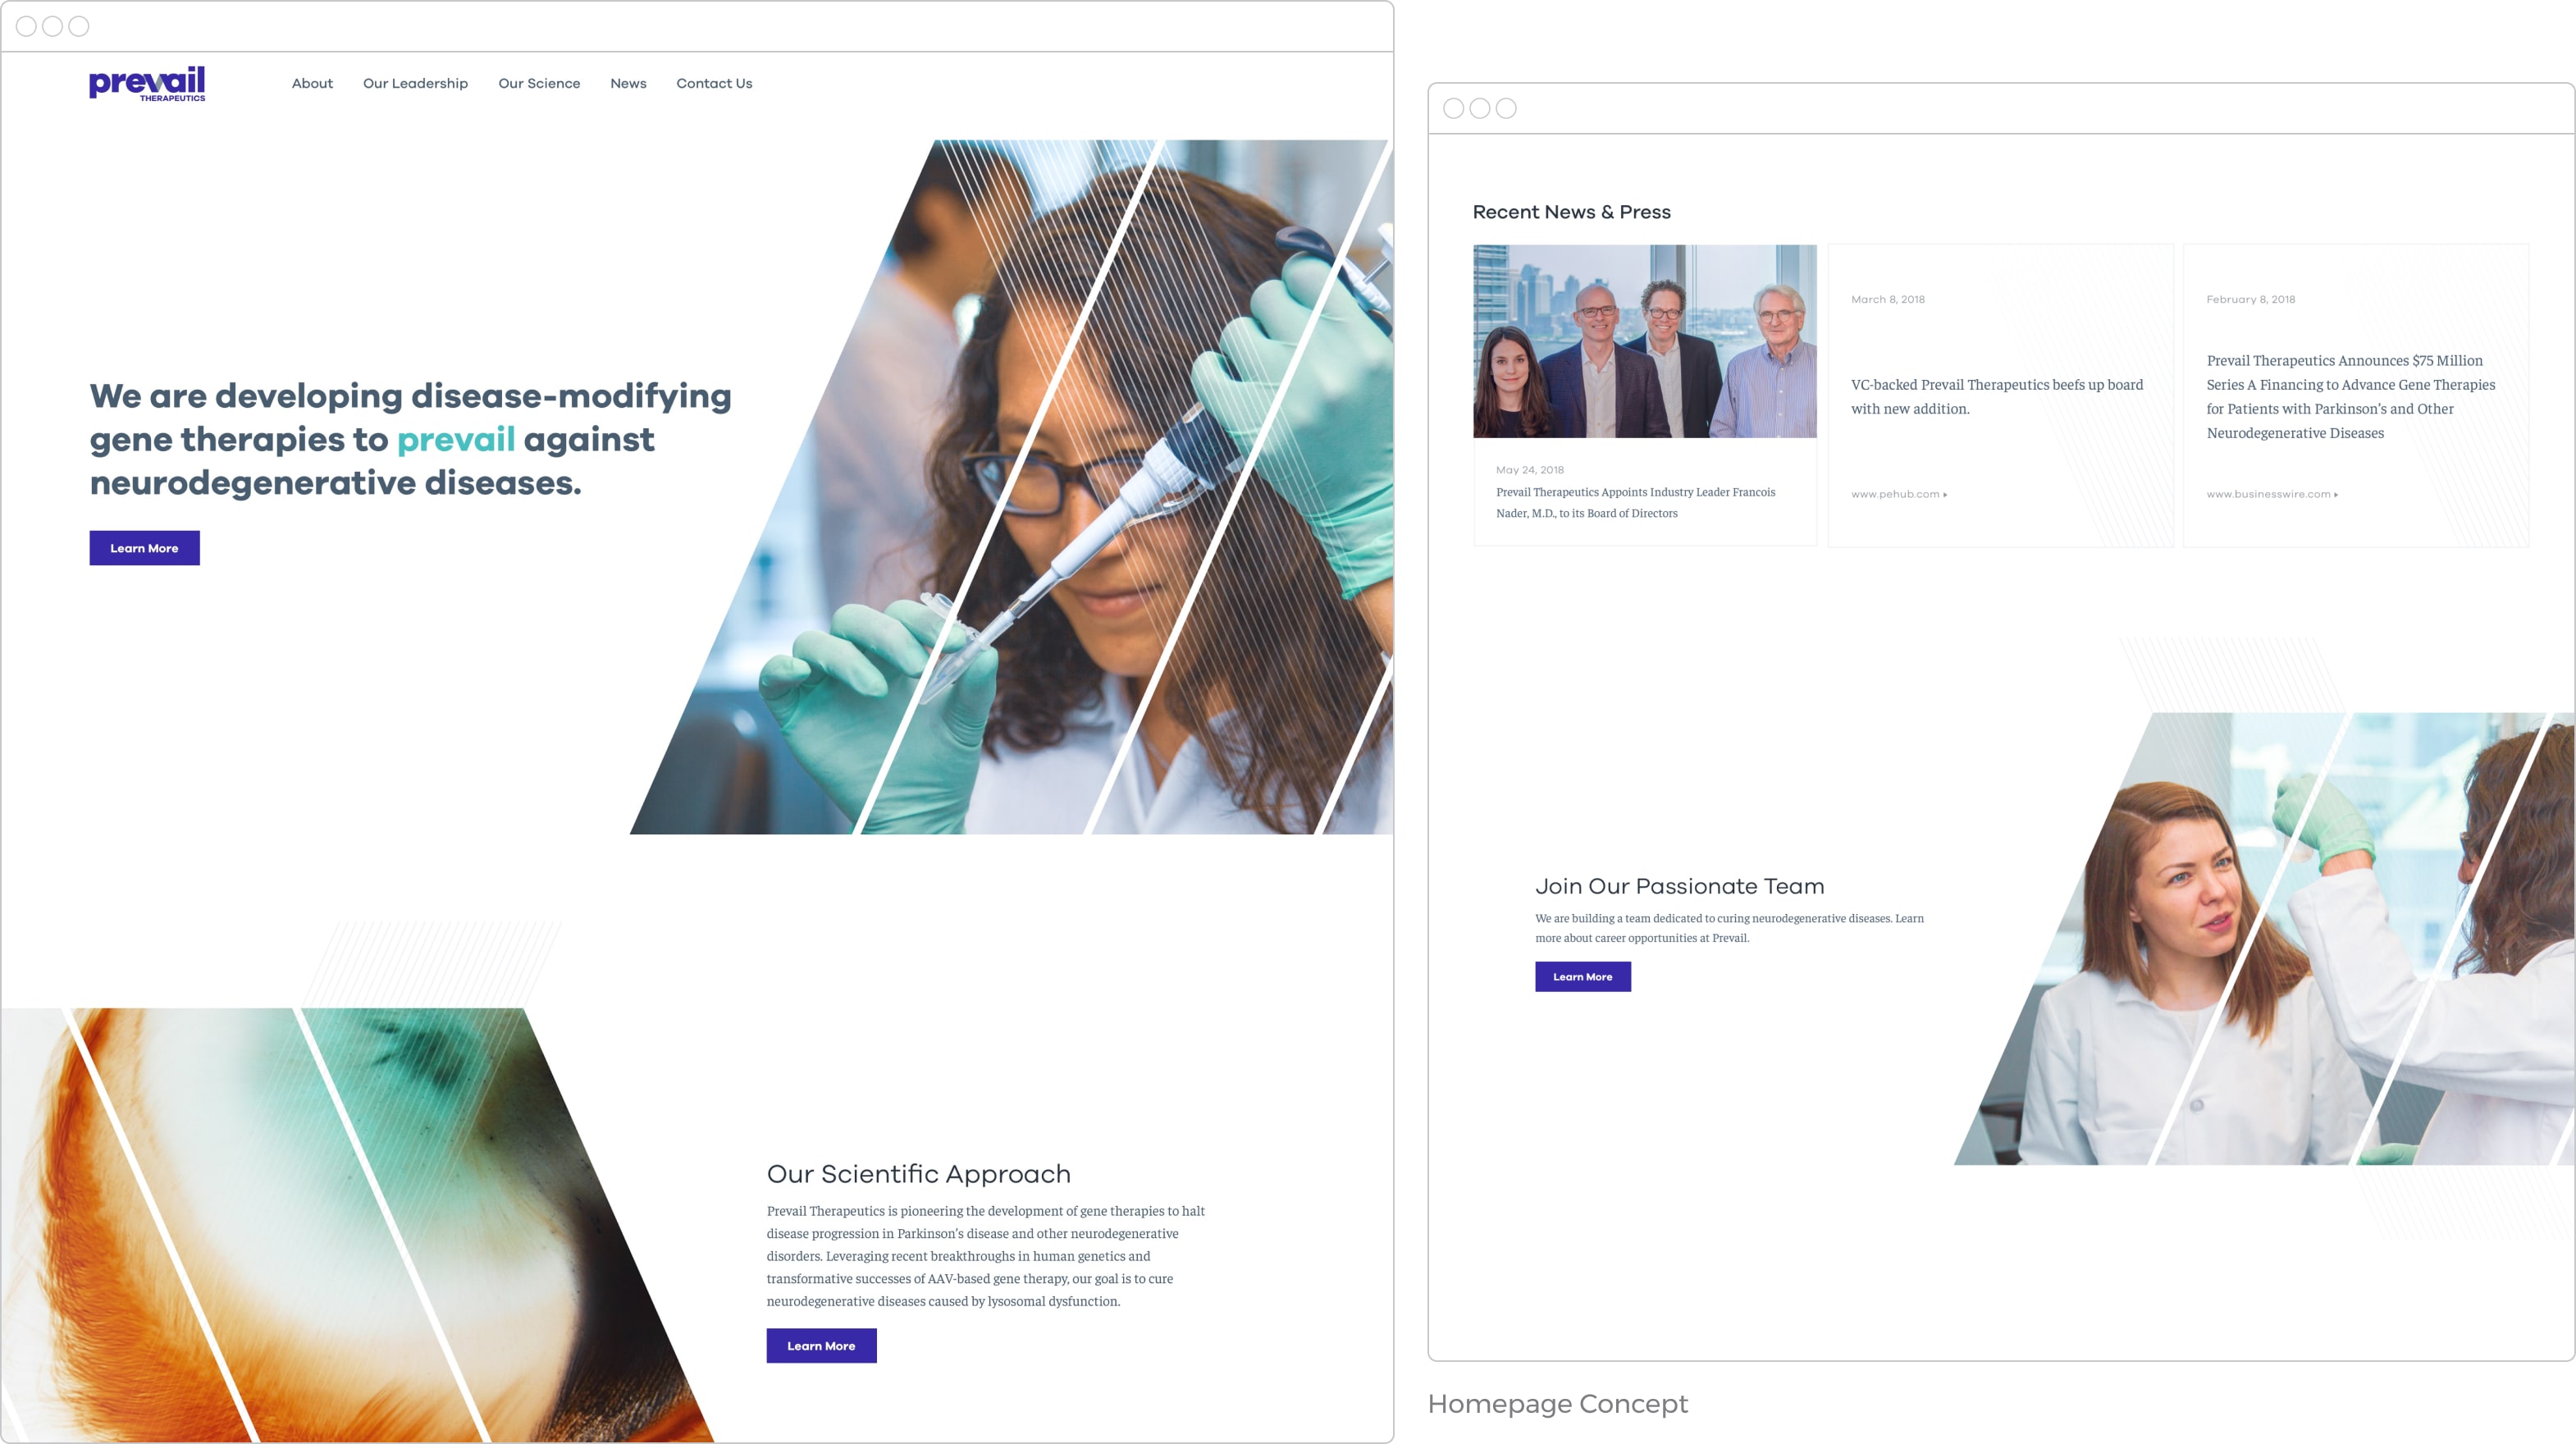 prevail
THERAPEUTICS
About
Our Leadership
Our Science
News
Contact Us
We are developing disease-modifying
gene therapies to prevail against
neurodegenerative diseases.
Learn More
Our Scientific Approach
Prevail Therapeutics is pioneering the development of gene therapies to halt
disease progression in Parkinson's disease and other neurodegenerative
disorders. Leveraging recent breakthroughs in human genetics and
transformative successes of AAV-based gene therapy, our goal is to cure
neurodegenerative diseases caused by lysosomal dysfunction.
Learn More
Recent News & Press
May 24, 2018
Prevail Therapeutics Appoints Industry Leader Francois
Nader, M.D., to its Board of Directors
March 8, 2018
VC-backed Prevail Therapeutics beefs up board
with new addition.
www.pehub.com
February 8, 2018
Prevail Therapeutics Announces $75 Million
Series A Financing to Advance Gene Therapies
for Patients with Parkinson's and Other
Neurodegenerative Diseases
www.businesswire.com
Join Our Passionate Team
We are building a team dedicated to curing neurodegenerative diseases. Learn
more about career opportunities at Prevail.
Learn More
Homepage Concept